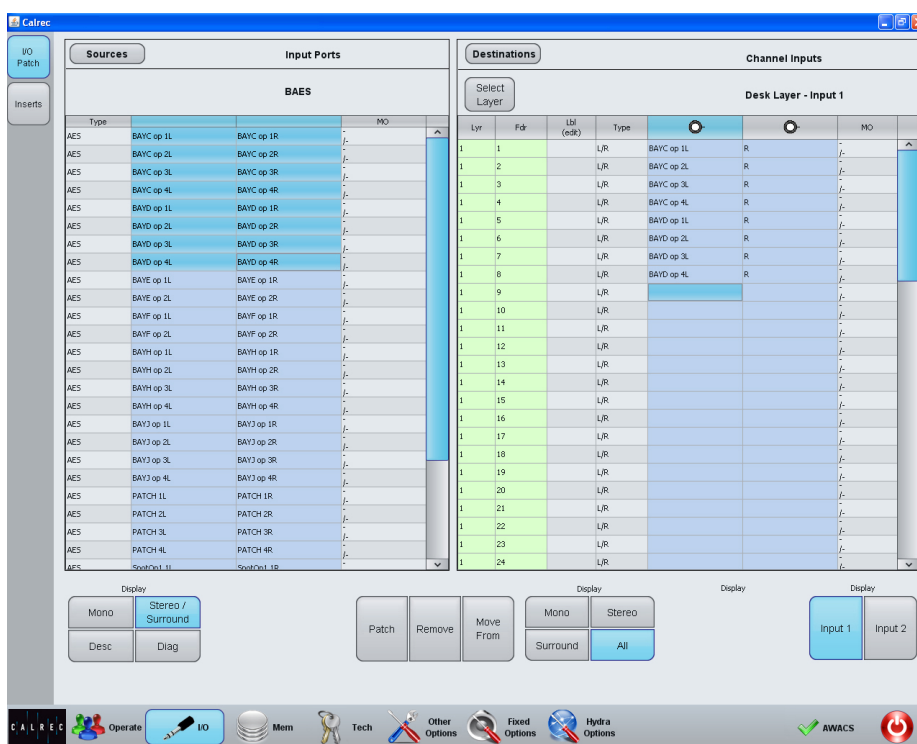 Calrec
I/O
Patch
Inserts
Sources
Input Ports
BAES
Type MO
AES BAYC op 1L BAYC op 1R -/-
AES BAYC op 2L BAYC op 2R -/-
AES BAYC op 3L BAYC op 3R -/-
AES BAYC op 4L BAYC op 4R -/-
AES BAYD op 1L BAYD op 1R -/-
AES BAYD op 2L BAYD op 2R -/-
AES BAYD op 3L BAYD op 3R -/-
AES BAYD op 4L BAYD op 4R -/-
AES BAYE op 1L BAYE op 1R -/-
AES BAYE op 2L BAYE op 2R -/-
AES BAYF op 1L BAYF op 1R -/-
AES BAYF op 2L BAYF op 2R -/-
AES BAYH op 1L BAYH op 1R -/-
AES BAYH op 2L BAYH op 2R -/-
AES BAYH op 3L BAYH op 3R -/-
AES BAYH op 4L BAYH op 4R -/-
AES BAYJ op 1L BAYJ op 1R -/-
AES BAYJ op 2L BAYJ op 2R -/-
AES BAYJ op 3L BAYJ op 3R -/-
AES BAYJ op 4L BAYJ op 4R -/-
AES PATCH 1L PATCH 1R -/-
AES PATCH 2L PATCH 2R -/-
AES PATCH 3L PATCH 3R -/-
AES PATCH 4L PATCH 4R -/-
AES SpotOp1 1L SpotOp1 1R -
Destinations
Channel Inputs
Select
Layer
Desk Layer - Input 1
Lyr Fdr Lbl (edit) Type MO
1 1 L/R BAYC op 1L R -/-
1 2 L/R BAYC op 2L R -/-
1 3 L/R BAYC op 3L R -/-
1 4 L/R BAYC op 4L R -/-
1 5 L/R BAYD op 1L R -/-
1 6 L/R BAYD op 2L R -/-
1 7 L/R BAYD op 3L R -/-
1 8 L/R BAYD op 4L R -/-
1 9 L/R -/-
1 10 L/R -/-
1 11 L/R -/-
1 12 L/R -/-
1 13 L/R -/-
1 14 L/R -/-
1 15 L/R -/-
1 16 L/R -/-
1 17 L/R -/-
1 18 L/R -/-
1 19 L/R -/-
1 20 L/R -/-
1 21 L/R -/-
1 22 L/R -/-
1 23 L/R -/-
1 24 L/R -/-
Display
Mono
Stereo /
Surround
Desc
Diag
Patch
Remove
Move
From
Display
Mono
Stereo
Surround
All
Display
Display
Input 1
Input 2
CALREC
Operate
I/O
Mem
Tech
Other
Options
Fixed
Options
Hydra
Options
AWACS